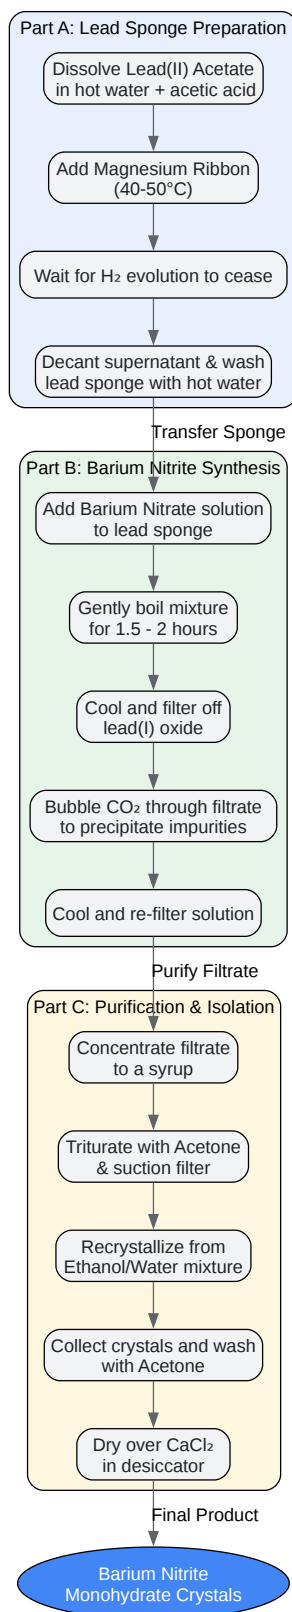 Part A: Lead Sponge Preparation
Dissolve Lead(II) Acetate
in hot water + acetic acid
Add Magnesium Ribbon
(40-50°C)
Wait for H₂ evolution to cease
Decant supernatant & wash
lead sponge with hot water
Transfer Sponge
Part B: Barium Nitrite Synthesis
Add Barium Nitrate solution
to lead sponge
Gently boil mixture
for 1.5 - 2 hours
Cool and filter off
lead(I) oxide
Bubble CO₂ through filtrate
to precipitate impurities
Cool and re-filter solution
Purify Filtrate
Part C: Purification & Isolation
Concentrate filtrate
to a syrup
Triturate with Acetone
& suction filter
Recrystallize from
Ethanol/Water mixture
Collect crystals and wash
with Acetone
Dry over CaCl₂
in desiccator
Final Product
Barium Nitrite
Monohydrate Crystals